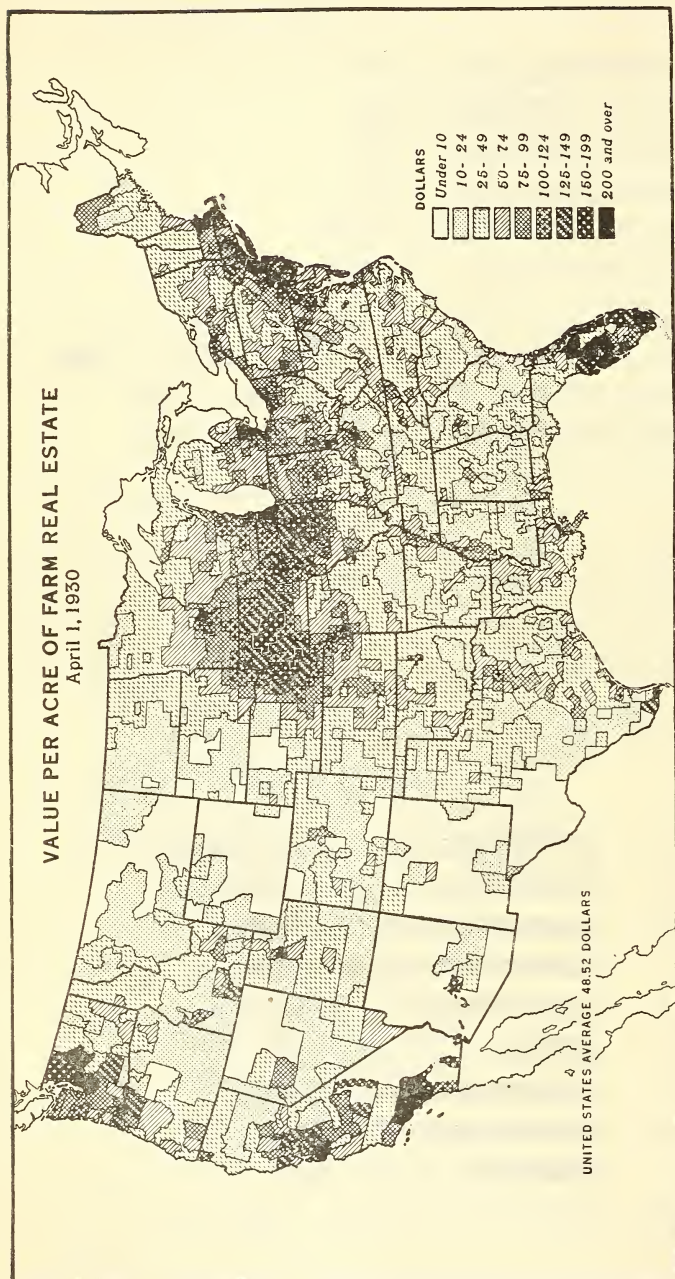 VALUE PER ACRE OF FARM REAL ESTATE
April 1, 1930
DOLLARS
Under 10
10- 24
25- 49
50- 74
75- 99
100-124
125-149
150-199
200 and over
UNITED STATES AVERAGE 48.52 DOLLARS